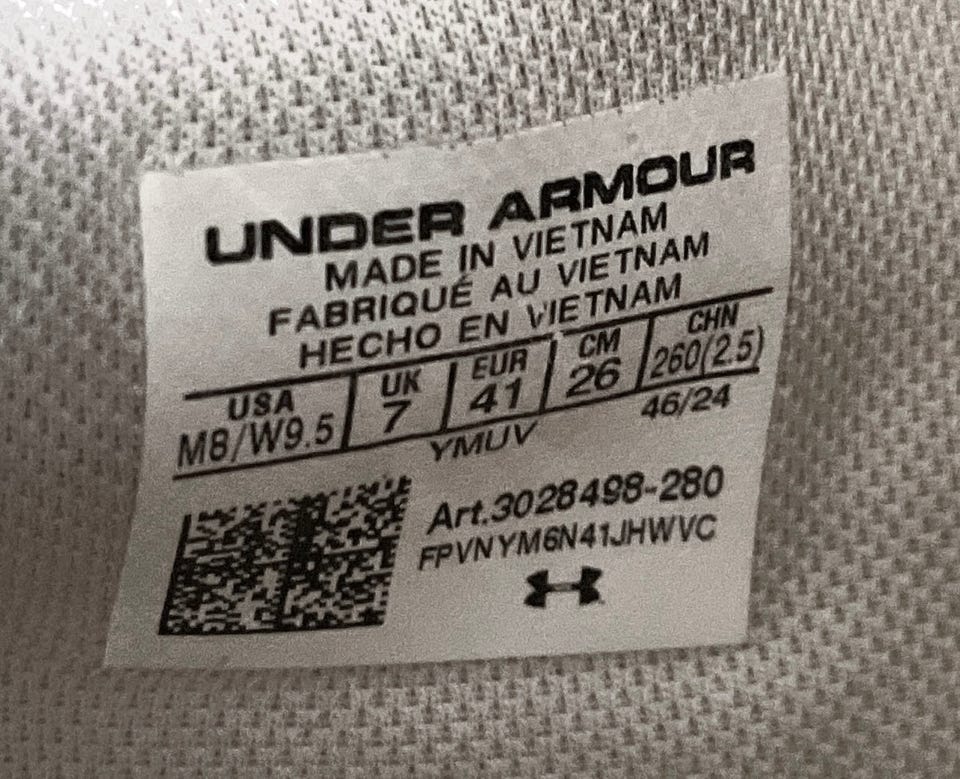 UNDER ARMOUR
MADE IN VIETNAM
FABRIQUÉ AU VIETNAM
HECHO EN VIETNAM
USA UK EUR CM CHN
M8/W9.5 7 41 26 260(2.5)
YMUV 46/24
Art.3028498-280
FPVNYM6N41JHWVC